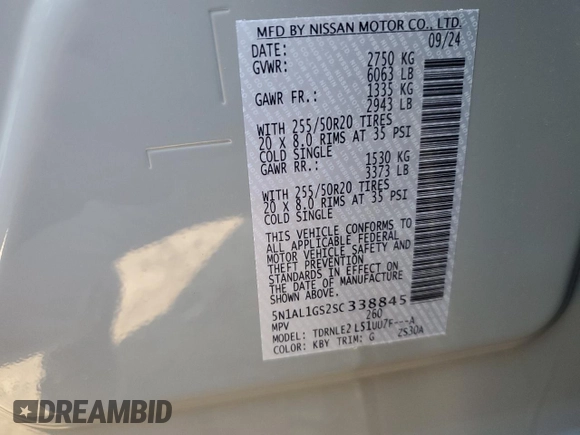 MFD BY NISSAN MOTOR CO., LTD.
DATE: 09/24
GVWR: 2750 KG
6063 LB
GAWR FR.: 1335 KG
2943 LB
WITH 255/50R20 TIRES
20 X 8.0 RIMS AT 35 PSI
COLD SINGLE
GAWR RR.: 1530 KG
3373 LB
WITH 255/50R20 TIRES
20 X 8.0 RIMS AT 35 PSI
COLD SINGLE
THIS VEHICLE CONFORMS TO
ALL APPLICABLE FEDERAL
MOTOR VEHICLE SAFETY AND
THEFT PREVENTION
STANDARDS IN EFFECT ON
THE DATE OF MANUFACTURE
5N1AL1GS2SC338845
MPV 260
MODEL: TDRNLE2 L51UU7F---A
COLOR: KBY TRIM: G 2S30A
DREAMBID